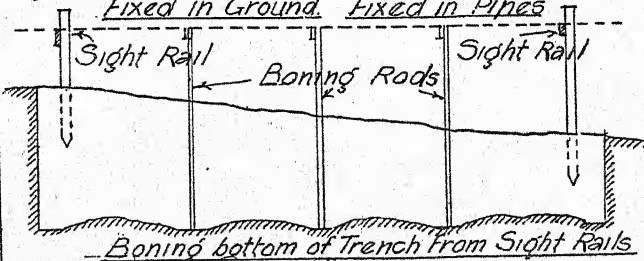 Fixed in Ground. Fixed in Pipes
Sight Rail
Sight Rail
Boning Rods
Boning bottom of Trench from Sight Rails